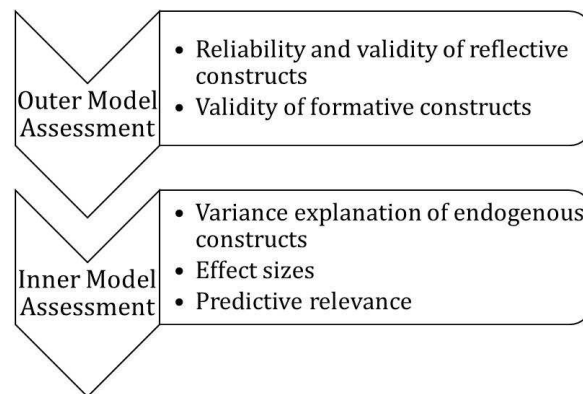 Outer Model
Assessment
• Reliability and validity of reflective
constructs
• Validity of formative constructs
Inner Model
Assessment
• Variance explanation of endogenous
constructs
• Effect sizes
• Predictive relevance